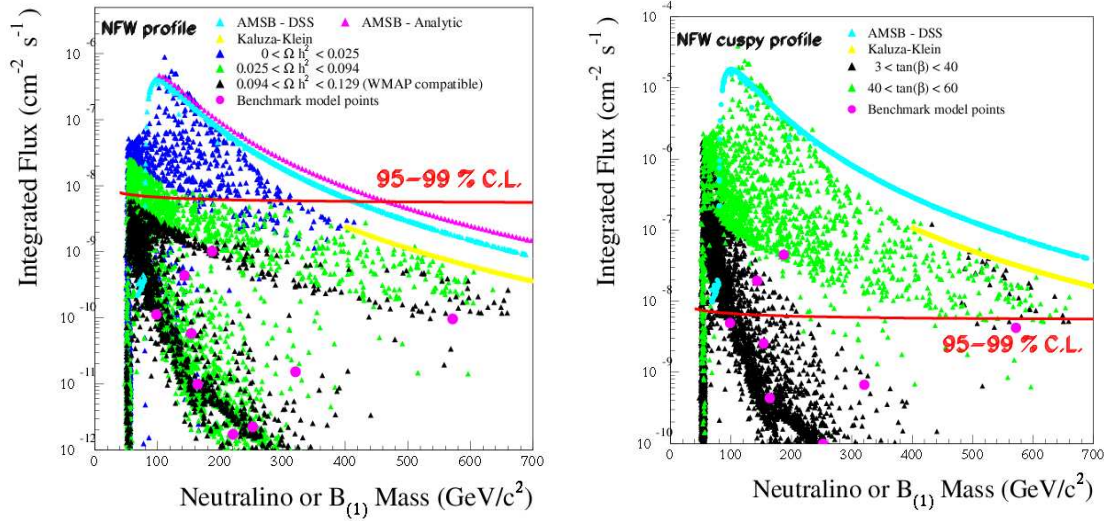 NFW profile
AMSB - DSS
AMSB - Analytic
Kaluza-Klein
0 < Ω h² < 0.025
0.025 < Ω h² < 0.094
0.094 < Ω h² < 0.129 (WMAP compatible)
Benchmark model points
95-99 % C.L.
Integrated Flux (cm⁻² s⁻¹)
10⁻⁶
10⁻⁷
10⁻⁸
10⁻⁹
10⁻¹⁰
10⁻¹¹
10⁻¹²
0 100 200 300 400 500 600 700
Neutralino or B₍₁₎ Mass (GeV/c²)
NFW cuspy profile
AMSB - DSS
Kaluza-Klein
3 < tan(β) < 40
40 < tan(β) < 60
Benchmark model points
95-99 % C.L.
Integrated Flux (cm⁻² s⁻¹)
10⁻⁴
10⁻⁵
10⁻⁶
10⁻⁷
10⁻⁸
10⁻⁹
10⁻¹⁰
0 100 200 300 400 500 600 700
Neutralino or B₍₁₎ Mass (GeV/c²)